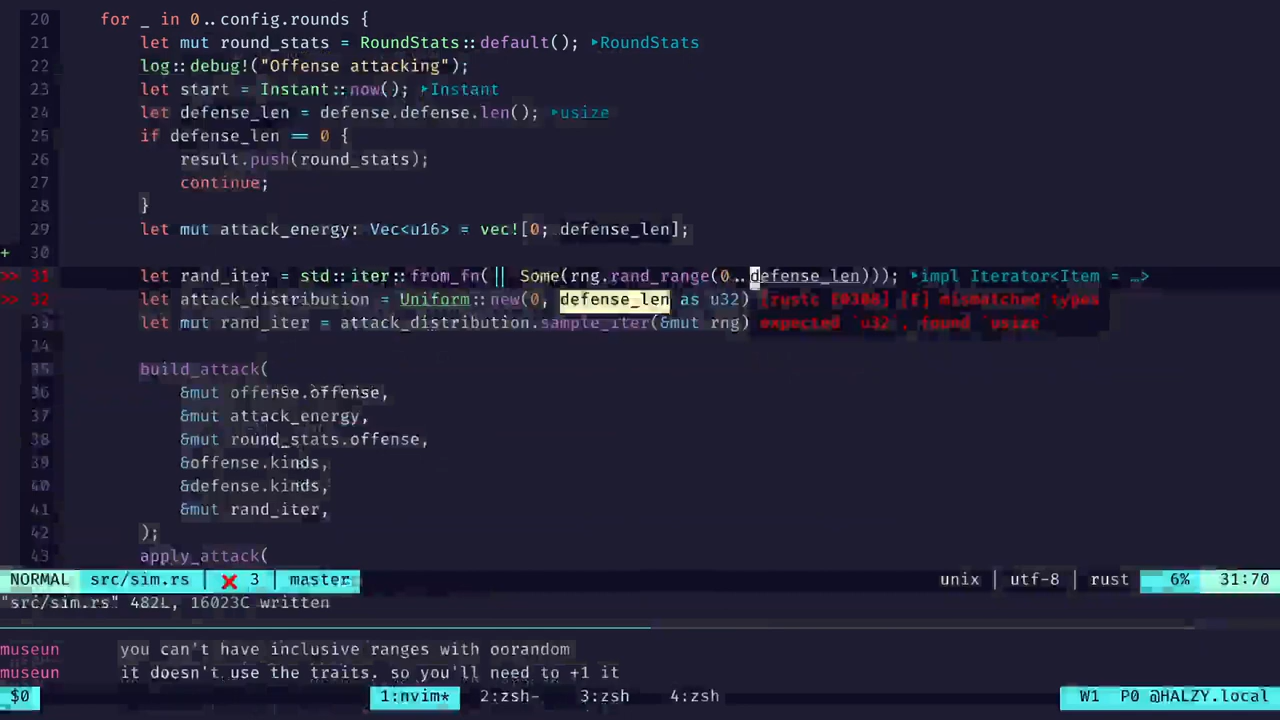 20 for _ in 0..config.rounds {
21 let mut round_stats = RoundStats::default(); ▸RoundStats
22 log::debug!("Offense attacking");
23 let start = Instant::now(); ▸Instant
24 let defense_len = defense.defense.len(); ▸usize
25 if defense_len == 0 {
26 result.push(round_stats);
27 continue;
28 }
29 let mut attack_energy: Vec<u16> = vec![0; defense_len];
+ 30
>> 31 let rand_iter = std::iter::from_fn(|| Some(rng.rand_range(0..defense_len))); ▸impl Iterator<Item = …>
>> 32 let attack_distribution = Uniform::new(0, defense_len as u32) [rustc E0308] [E] mismatched types
33 let mut rand_iter = attack_distribution.sample_iter(&mut rng) expected `u32`, found `usize`
34
35 build_attack(
36 &mut offense.offense,
37 &mut attack_energy,
38 &mut round_stats.offense,
39 &offense.kinds,
40 &defense.kinds,
41 &mut rand_iter,
42 );
43 apply_attack(
NORMAL src/sim.rs | ❌ 3 | master unix | utf-8 | rust 6% 31:70
"src/sim.rs" 482L, 16023C written
museun you can't have inclusive ranges with oorandom
museun it doesn't use the traits. so you'll need to +1 it
$0 1:nvim* 2:zsh- 3:zsh 4:zsh W1 P0 @HALZY.local